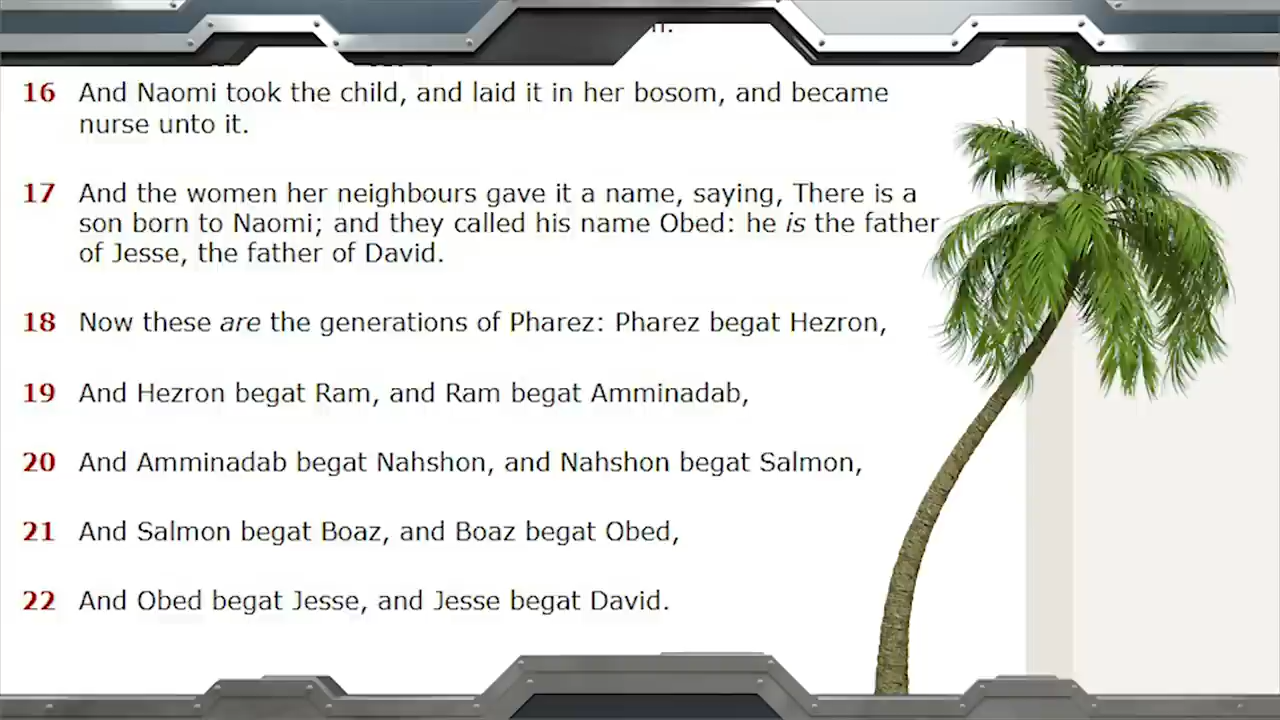 16 And Naomi took the child, and laid it in her bosom, and became
nurse unto it.
17 And the women her neighbours gave it a name, saying, There is a
son born to Naomi; and they called his name Obed: he is the father
of Jesse, the father of David.
18 Now these are the generations of Pharez: Pharez begat Hezron,
19 And Hezron begat Ram, and Ram begat Amminadab,
20 And Amminadab begat Nahshon, and Nahshon begat Salmon,
21 And Salmon begat Boaz, and Boaz begat Obed,
22 And Obed begat Jesse, and Jesse begat David.